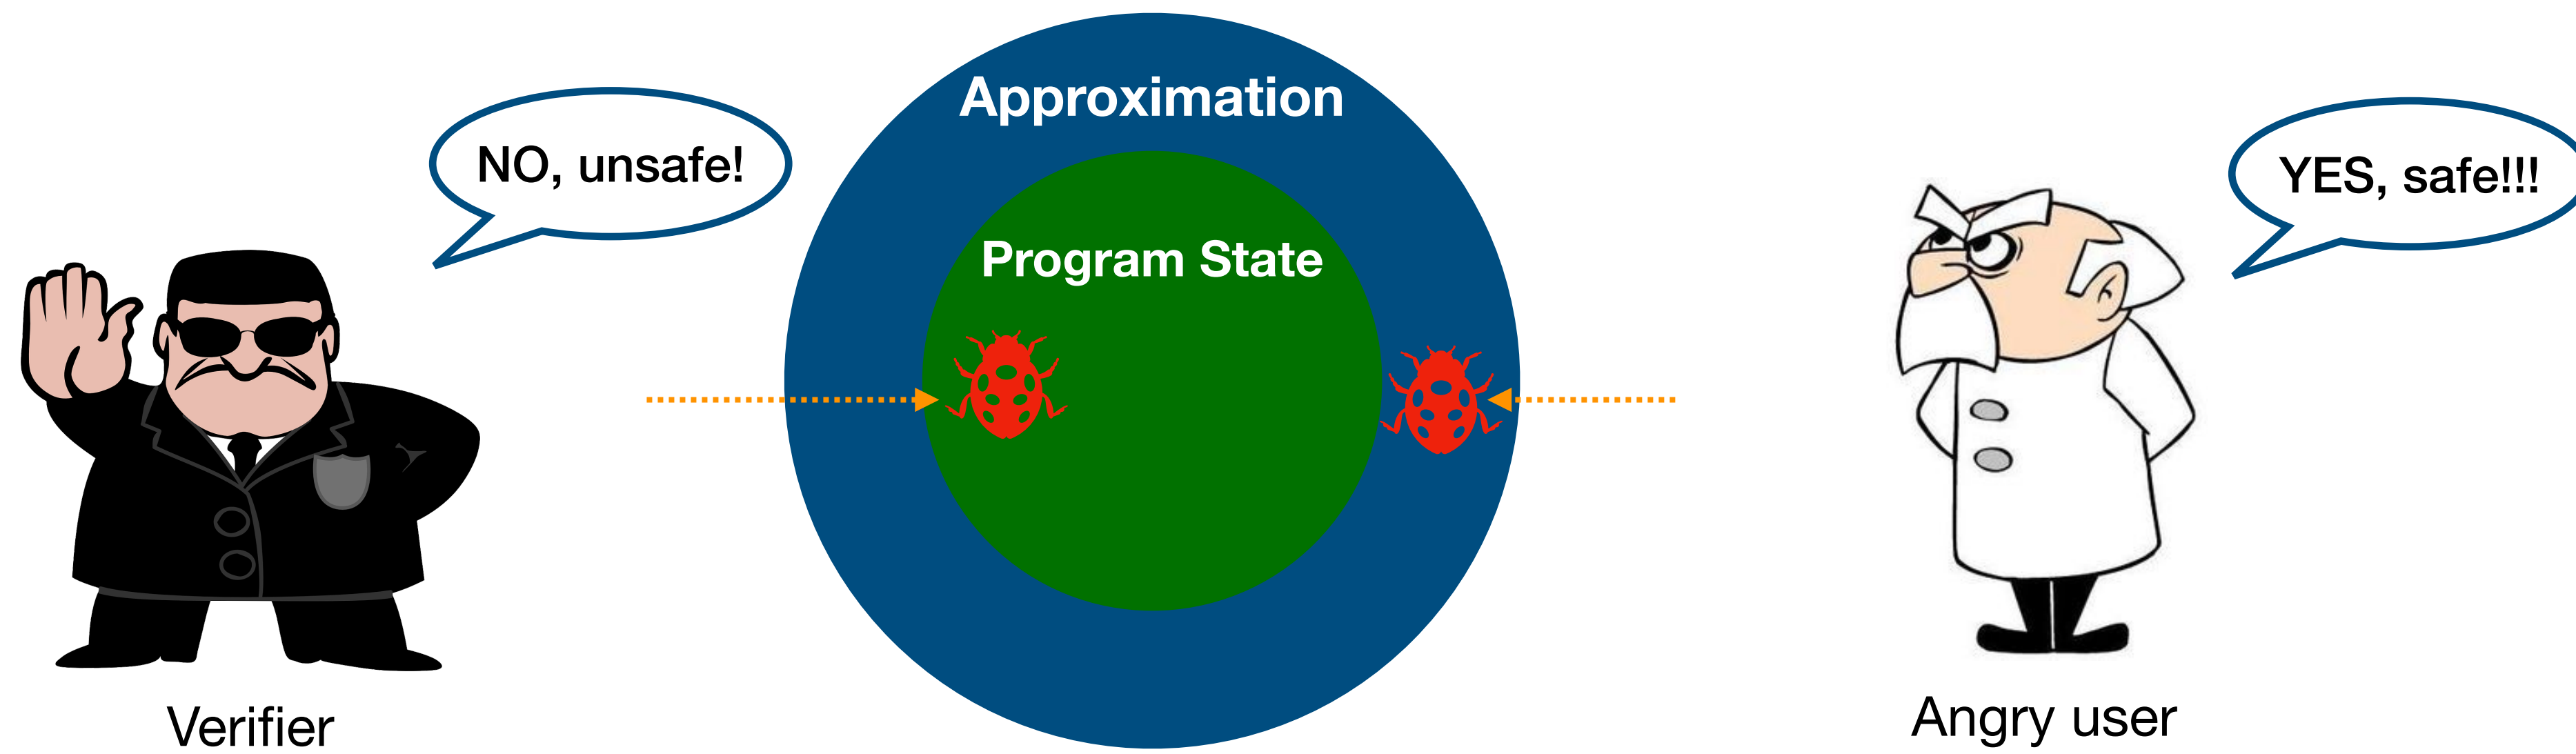 Approximation
NO, unsafe!
YES, safe!!!
Program State
Verifier
Angry user